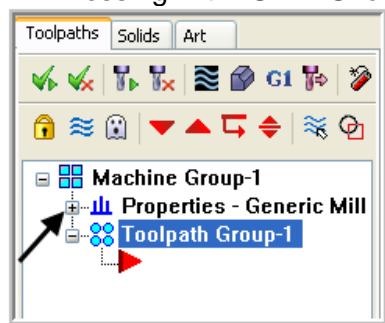 Toolpaths Solids Art
G1
Machine Group-1
Properties - Generic Mill
Toolpath Group-1